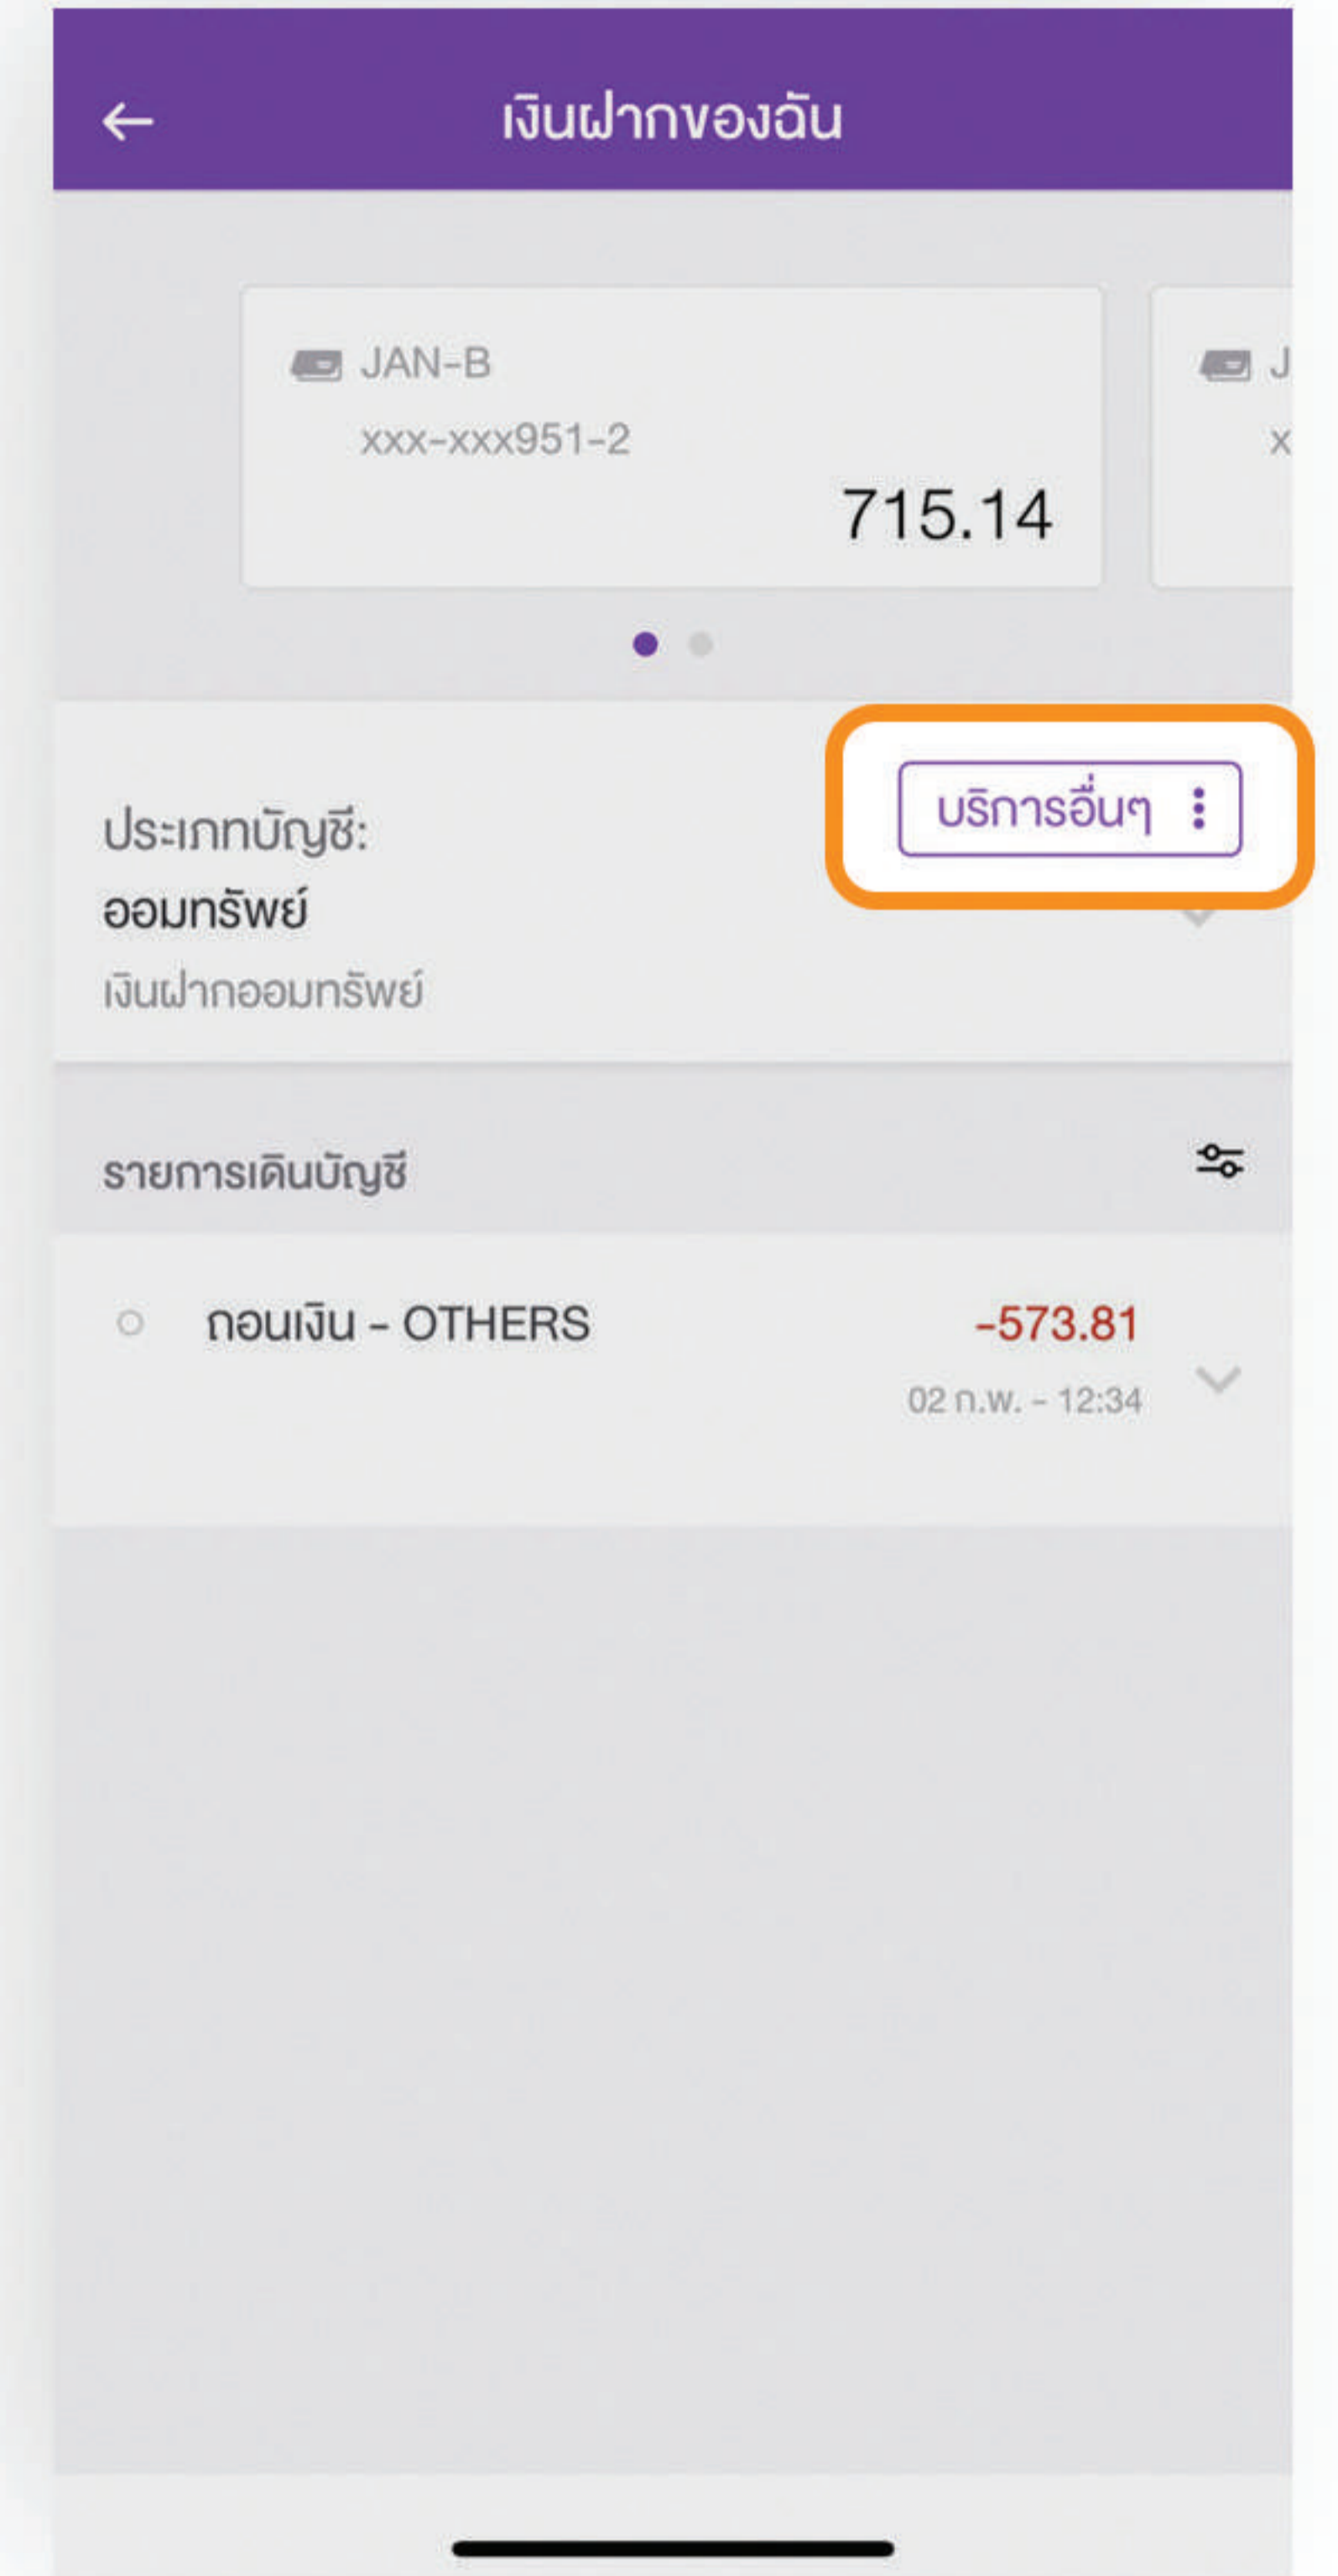 เงินฝากของฉัน
JAN-B
xxx-xxx951-2
715.14
J
x
บริการอื่นๆ
ประเภทบัญชี:
ออมทรัพย์
เงินฝากออมทรัพย์
รายการเดินบัญชี
ถอนเงิน - OTHERS
-573.81
02 ก.พ. - 12:34